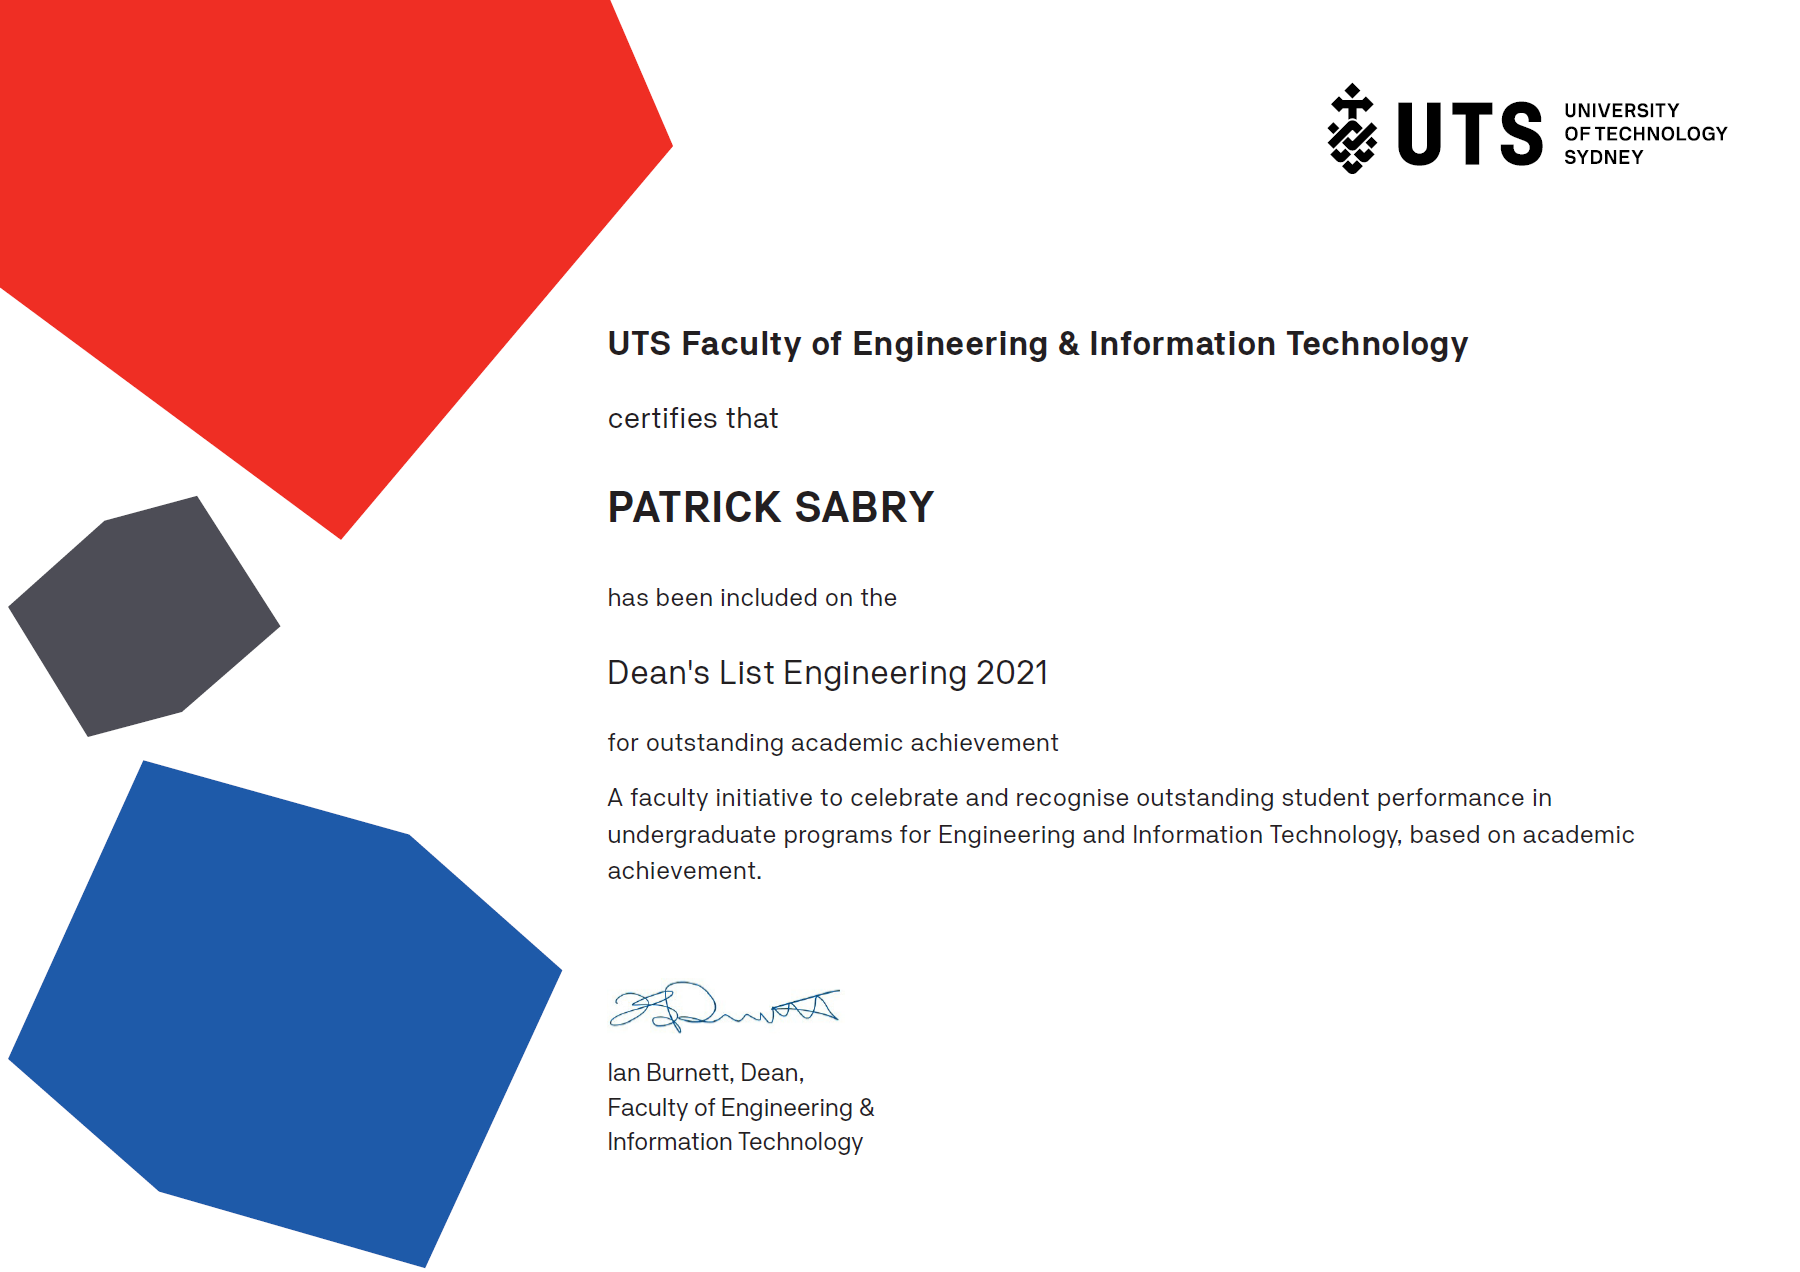 UTS
UNIVERSITY
OF TECHNOLOGY
SYDNEY
UTS Faculty of Engineering & Information Technology
certifies that
PATRICK SABRY
has been included on the
Dean's List Engineering 2021
for outstanding academic achievement
A faculty initiative to celebrate and recognise outstanding student performance in
undergraduate programs for Engineering and Information Technology, based on academic
achievement.
Ian Burnett, Dean,
Faculty of Engineering &
Information Technology